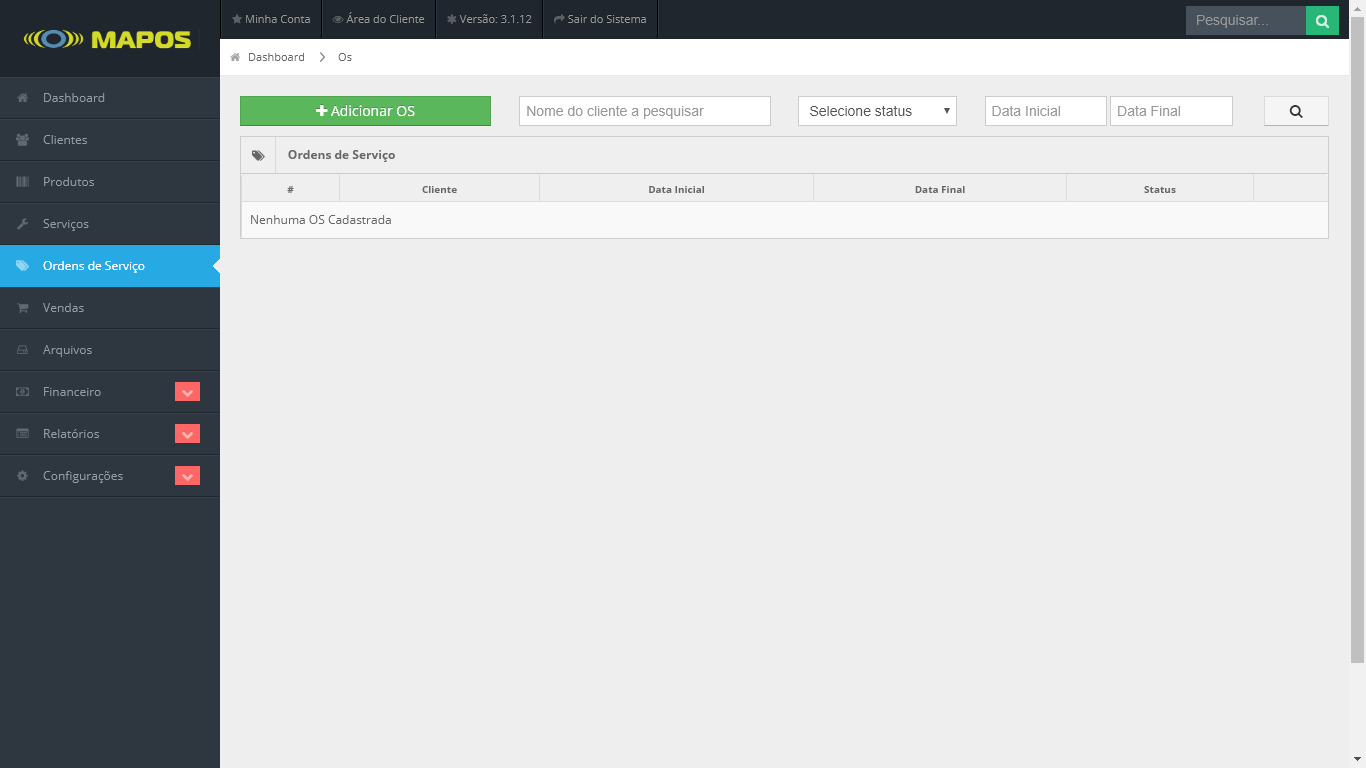 MAPOS
Minha Conta
Área do Cliente
Versão: 3.1.12
Sair do Sistema
Pesquisar...
Dashboard
Os
Dashboard
Clientes
Produtos
Serviços
Ordens de Serviço
Vendas
Arquivos
Financeiro
Relatórios
Configurações
Adicionar OS
Nome do cliente a pesquisar
Selecione status
Data Inicial
Data Final
Ordens de Serviço
# Cliente Data Inicial Data Final Status
Nenhuma OS Cadastrada